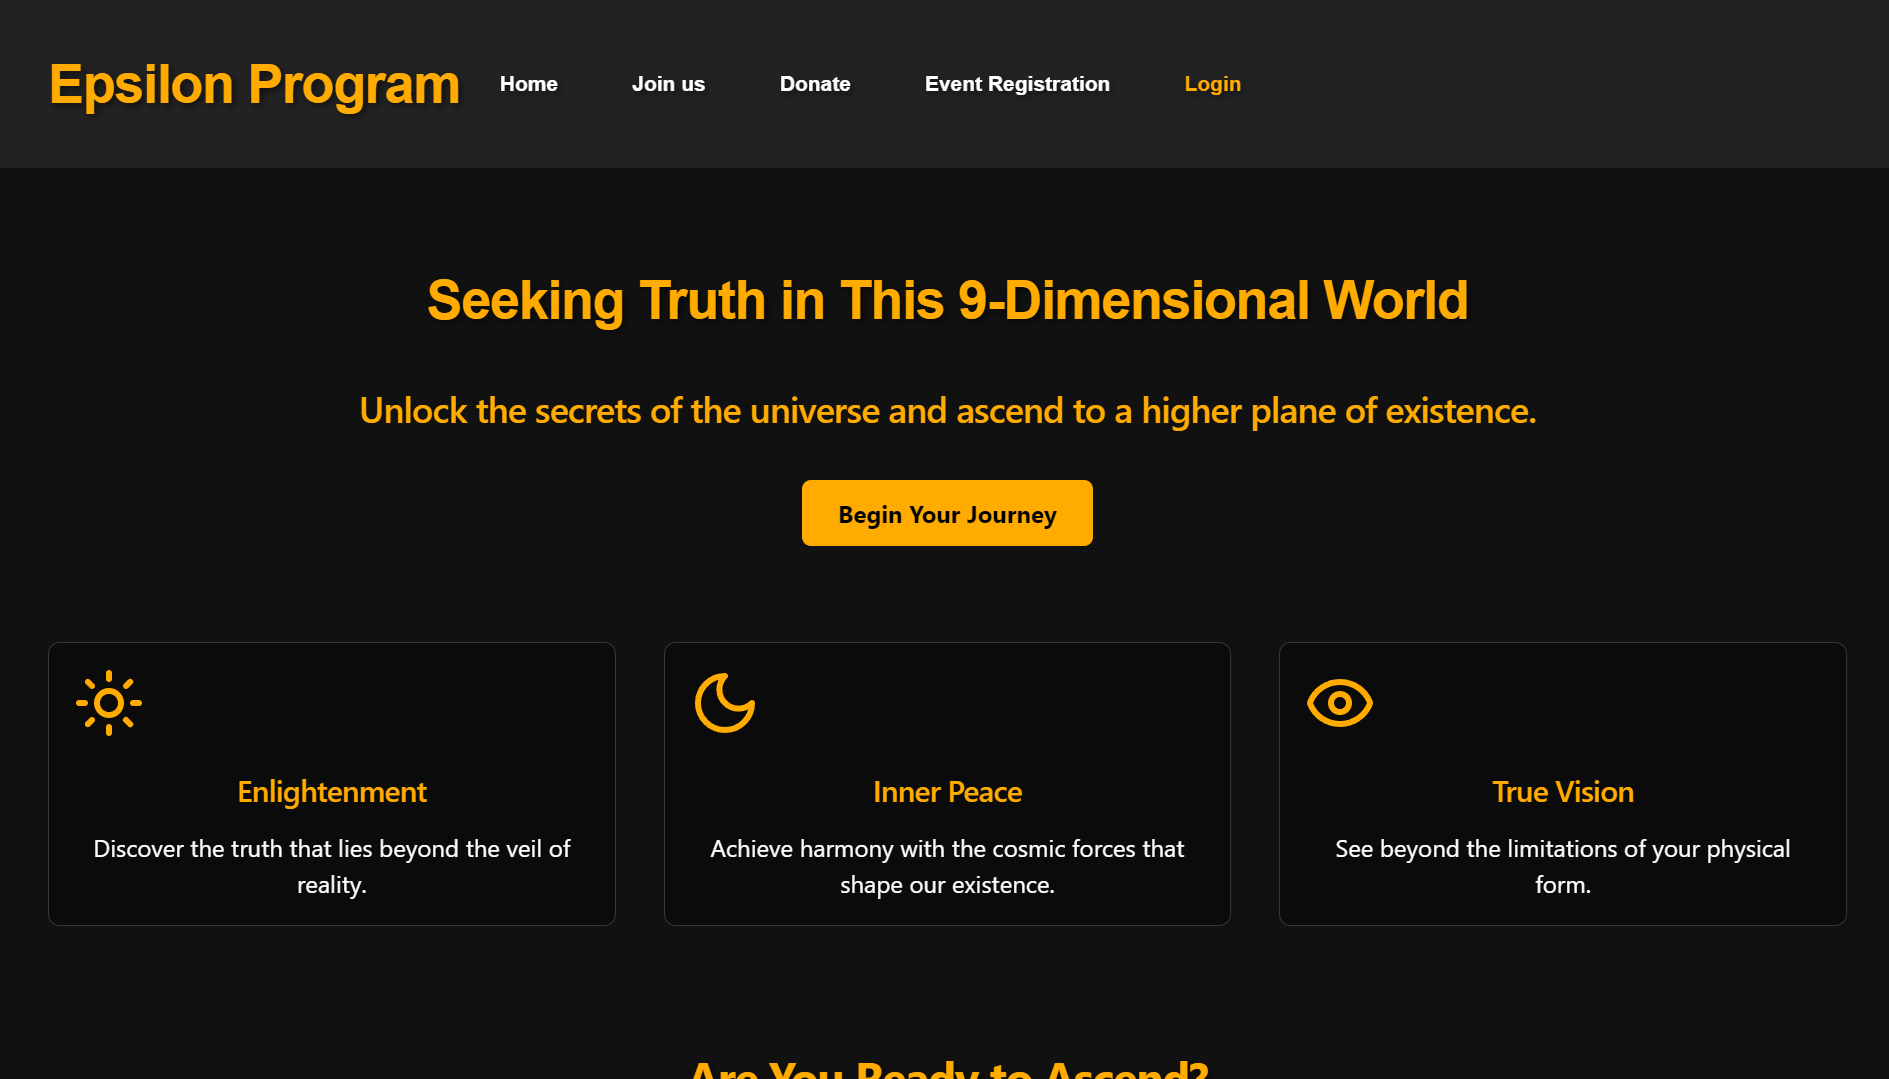 Epsilon Program
Home
Join us
Donate
Event Registration
Login
Seeking Truth in This 9-Dimensional World
Unlock the secrets of the universe and ascend to a higher plane of existence.
Begin Your Journey
Enlightenment
Discover the truth that lies beyond the veil of
reality.
Inner Peace
Achieve harmony with the cosmic forces that
shape our existence.
True Vision
See beyond the limitations of your physical
form.
Are You Ready to Ascend?